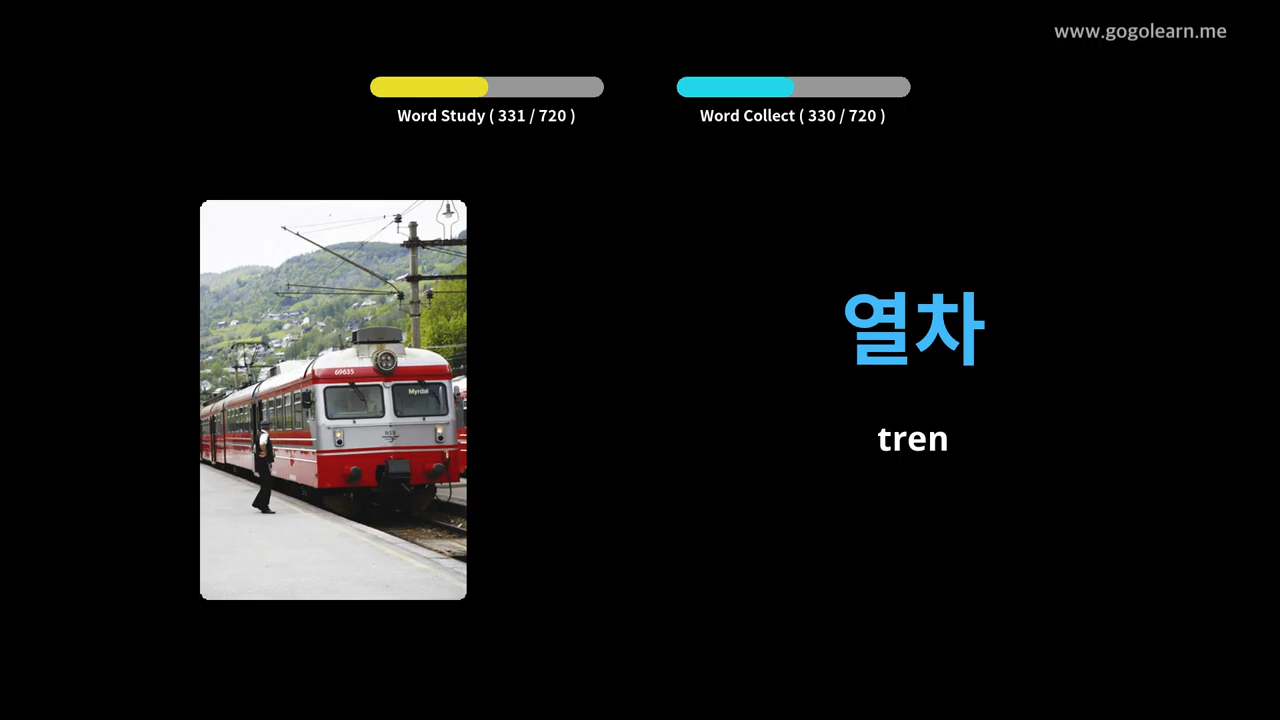 www.gogolearn.me
Word Study ( 331 / 720 )
Word Collect ( 330 / 720 )
69635
Myrdal
NSB
열차
tren